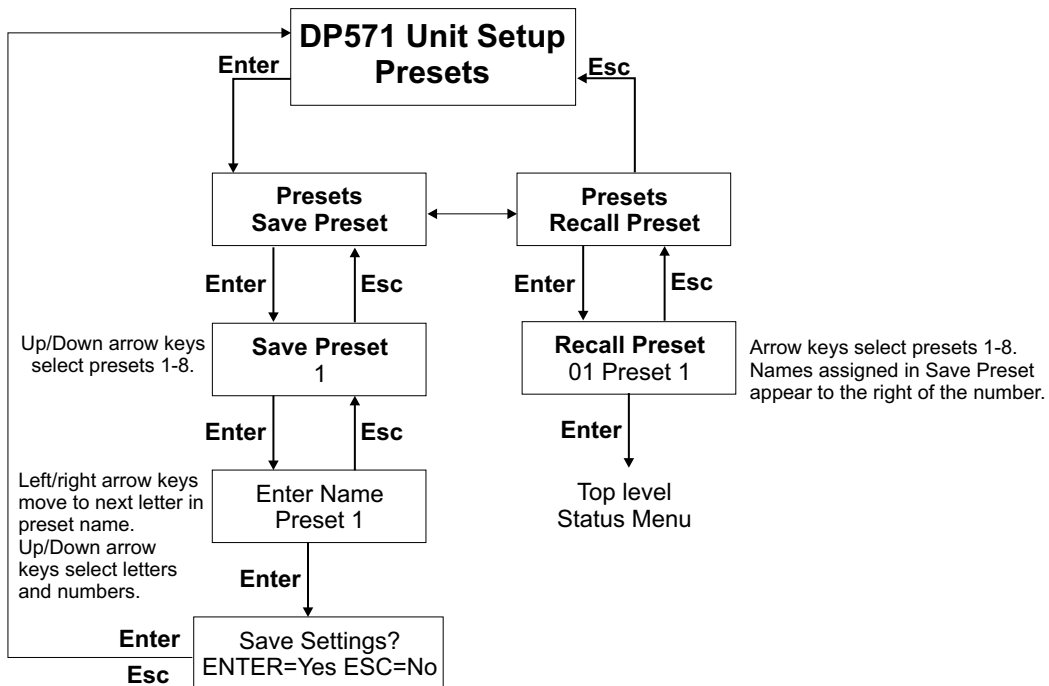 DP571 Unit Setup
Presets
Enter
Esc
Presets
Save Preset
Presets
Recall Preset
Enter
Esc
Enter
Esc
Up/Down arrow keys
select presets 1-8.
Save Preset
1
Recall Preset
01 Preset 1
Arrow keys select presets 1-8.
Names assigned in Save Preset
appear to the right of the number.
Enter
Esc
Enter
Left/right arrow keys
move to next letter in
preset name.
Up/Down arrow
keys select letters
and numbers.
Enter Name
Preset 1
Top level
Status Menu
Enter
Enter
Esc
Save Settings?
ENTER=Yes ESC=No